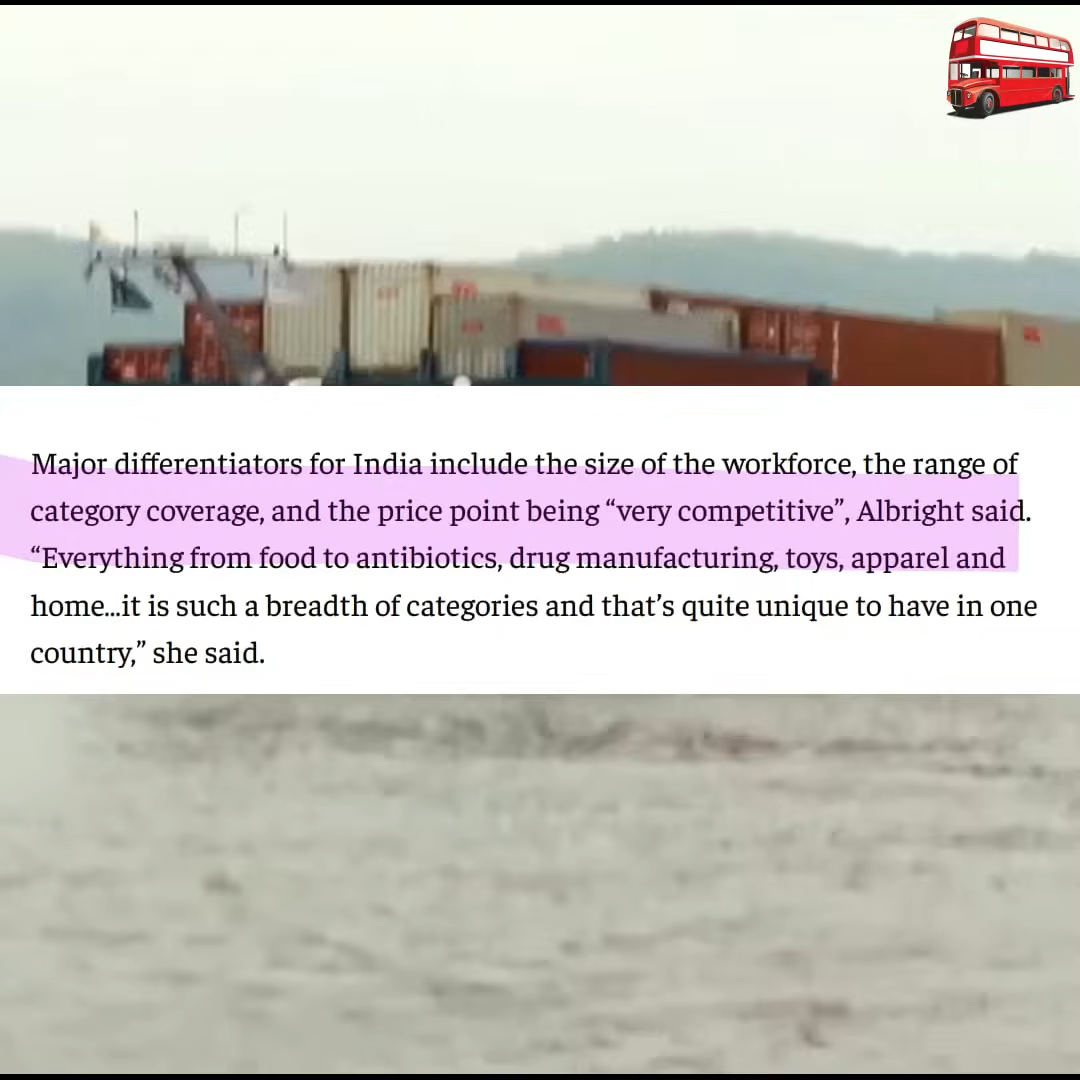 Major differentiators for India include the size of the workforce, the range of
category coverage, and the price point being “very competitive”, Albright said.
“Everything from food to antibiotics, drug manufacturing, toys, apparel and
home...it is such a breadth of categories and that’s quite unique to have in one
country,” she said.